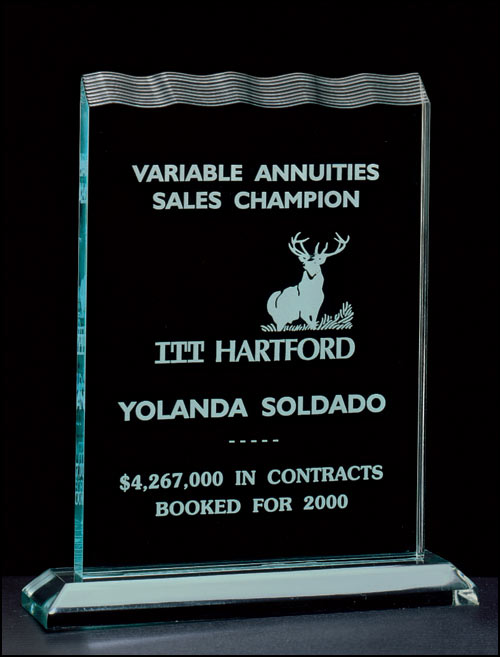 VARIABLE ANNUITIES
SALES CHAMPION
ITT HARTFORD
YOLANDA SOLDADO
-----
$4,267,000 IN CONTRACTS
BOOKED FOR 2000